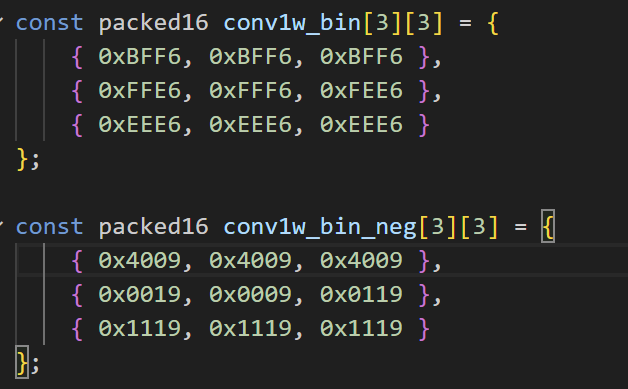 const packed16 conv1w_bin[3][3] = {
{ 0xBFF6, 0xBFF6, 0xBFF6 },
{ 0xFFE6, 0xFFF6, 0xFEE6 },
{ 0xEEE6, 0xEEE6, 0xEEE6 }
};
const packed16 conv1w_bin_neg[3][3] = {
{ 0x4009, 0x4009, 0x4009 },
{ 0x0019, 0x0009, 0x0119 },
{ 0x1119, 0x1119, 0x1119 }
};